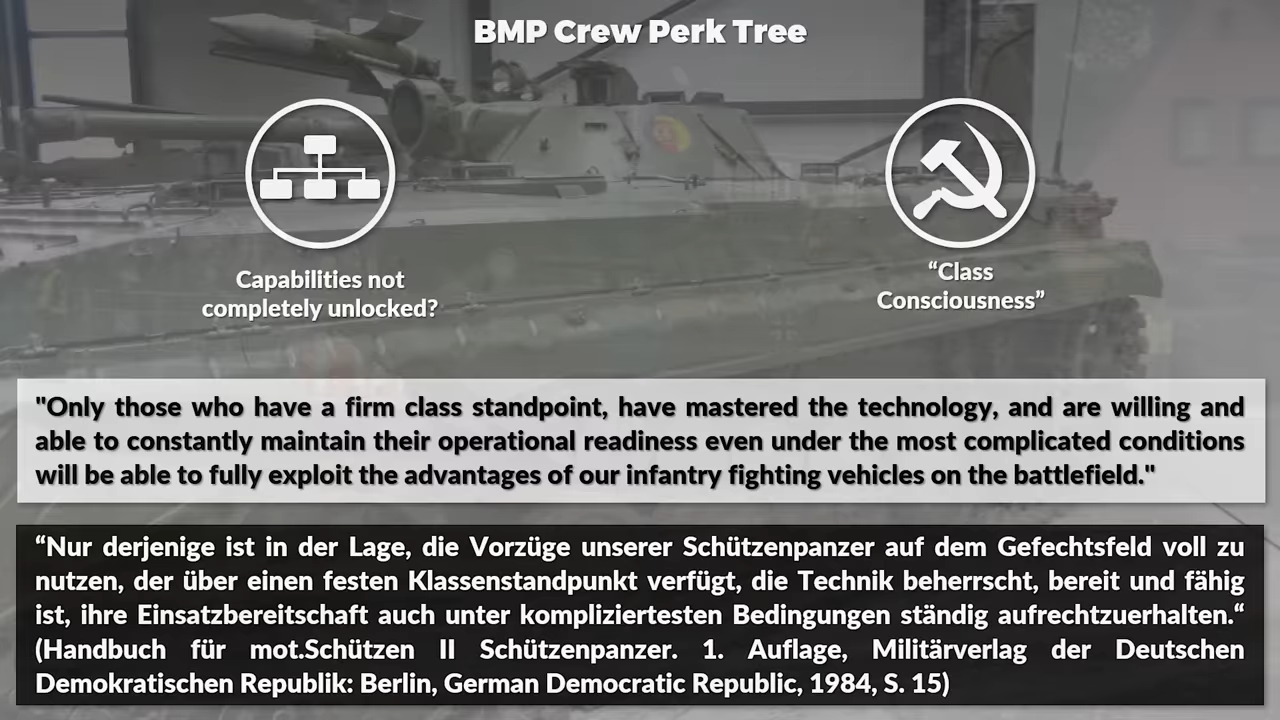 BMP Crew Perk Tree
Capabilities not
completely unlocked?
“Class
Consciousness”
"Only those who have a firm class standpoint, have mastered the technology, and are willing and
able to constantly maintain their operational readiness even under the most complicated conditions
will be able to fully exploit the advantages of our infantry fighting vehicles on the battlefield."
“Nur derjenige ist in der Lage, die Vorzüge unserer Schützenpanzer auf dem Gefechtsfeld voll zu
nutzen, der über einen festen Klassenstandpunkt verfügt, die Technik beherrscht, bereit und fähig
ist, ihre Einsatzbereitschaft auch unter kompliziertesten Bedingungen ständig aufrechtzuerhalten.“
(Handbuch für mot.Schützen II Schützenpanzer. 1. Auflage, Militärverlag der Deutschen
Demokratischen Republik: Berlin, German Democratic Republic, 1984, S. 15)